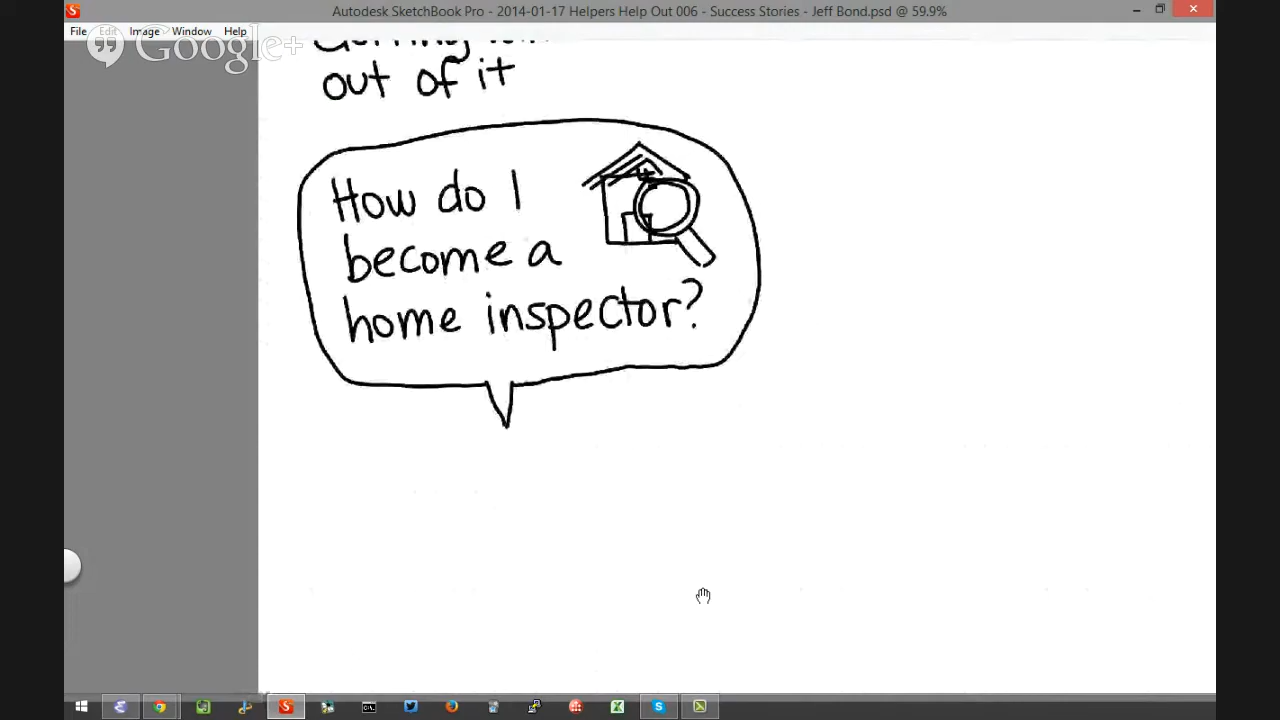 Autodesk SketchBook Pro - 2014-01-17 Helpers Help Out 006 - Success Stories - Jeff Bond.psd @ 59.9%
File Edit Image Window Help
Google+
out of it
How do I
become a
home inspector?